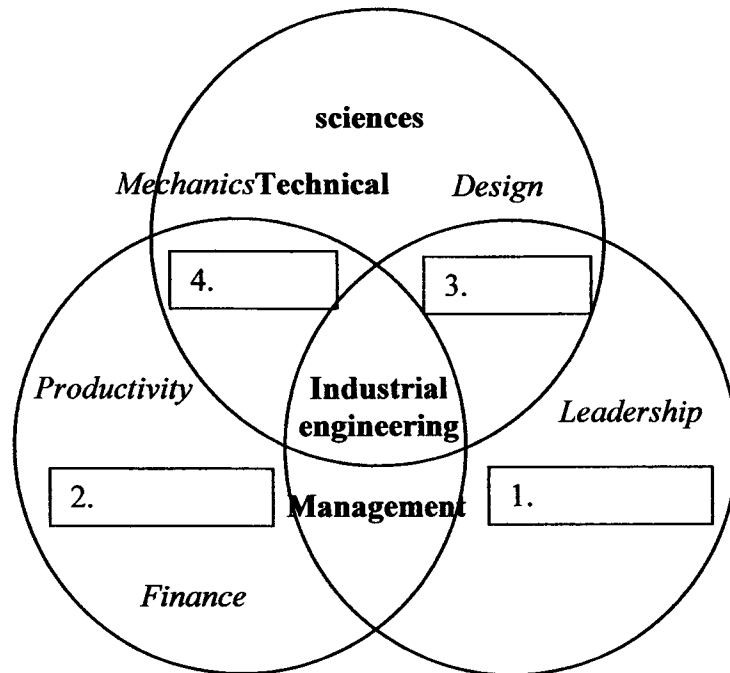 sciences
MechanicsTechnical
Design
4.
3.
Productivity
Industrial
engineering
Leadership
2.
Management
1.
Finance